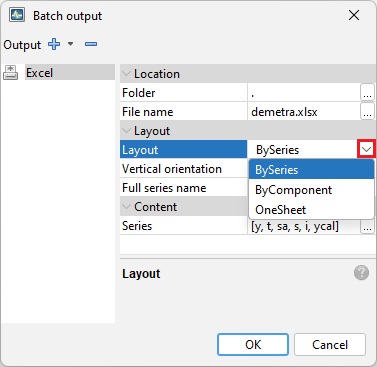 Batch output
Output
Excel
Location
Folder .
File name demetra.xlsx
Layout
Layout BySeries
Vertical orientation
Full series name
Content
Series [y, t, sa, s, i, ycal]
BySeries
ByComponent
OneSheet
Layout
OK Cancel